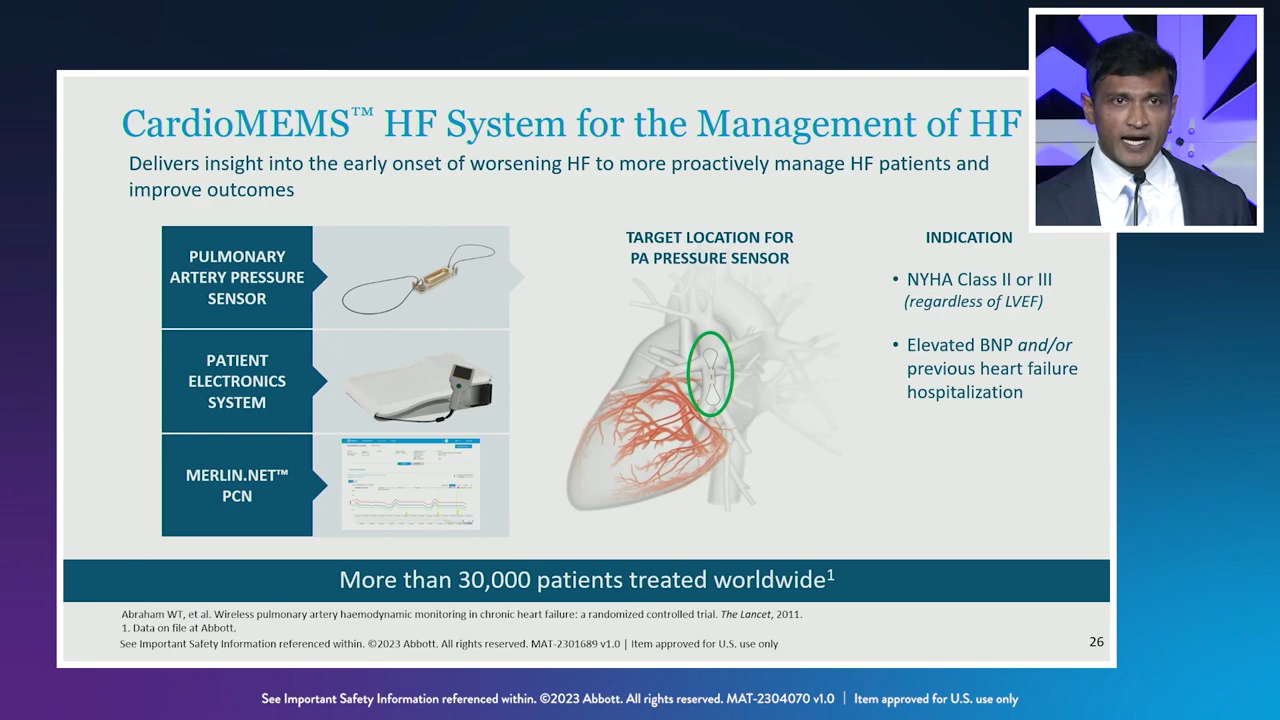 CardioMEMS™ HF System for the Management of HF
Delivers insight into the early onset of worsening HF to more proactively manage HF patients and
improve outcomes
PULMONARY
ARTERY PRESSURE
SENSOR
PATIENT
ELECTRONICS
SYSTEM
MERLIN.NET™
PCN
TARGET LOCATION FOR
PA PRESSURE SENSOR
INDICATION
• NYHA Class II or III
(regardless of LVEF)
• Elevated BNP and/or
previous heart failure
hospitalization
More than 30,000 patients treated worldwide1
Abraham WT, et al. Wireless pulmonary artery haemodynamic monitoring in chronic heart failure: a randomized controlled trial. The Lancet, 2011.
1. Data on file at Abbott.
See Important Safety Information referenced within. ©2023 Abbott. All rights reserved. MAT-2301689 v1.0 | Item approved for U.S. use only
26
See Important Safety Information referenced within. ©2023 Abbott. All rights reserved. MAT-2304070 v1.0 | Item approved for U.S. use only